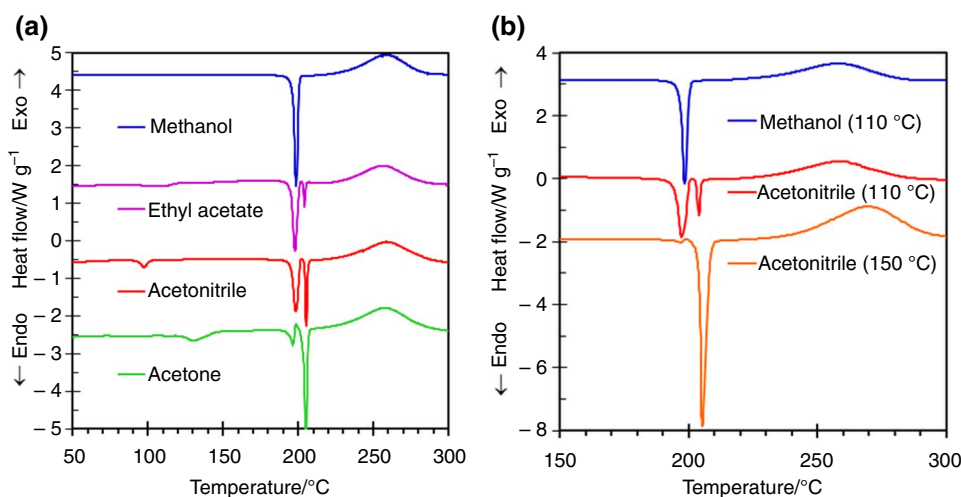 (a)
Heat flow/W g⁻¹
← Endo
Exo →
5
4
3
2
1
0
– 1
– 2
– 3
– 4
– 5
Methanol
Ethyl acetate
Acetonitrile
Acetone
50 100 150 200 250 300
Temperature/°C
(b)
Heat flow/W g⁻¹
← Endo
Exo →
4
2
0
– 2
– 4
– 6
– 8
Methanol (110 °C)
Acetonitrile (110 °C)
Acetonitrile (150 °C)
150 200 250 300
Temperature/°C